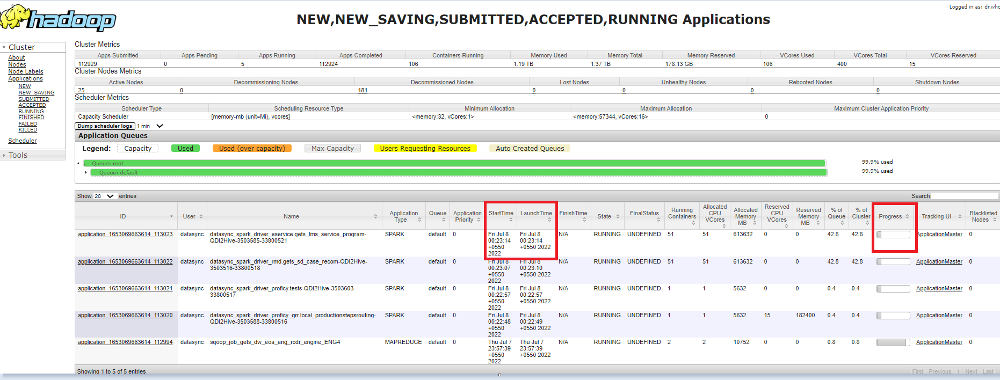 Logged in as: dr.who
hadoop
NEW,NEW_SAVING,SUBMITTED,ACCEPTED,RUNNING Applications
Cluster
About
Nodes
Node Labels
Applications
NEW
NEW_SAVING
SUBMITTED
ACCEPTED
RUNNING
FINISHED
FAILED
KILLED
Scheduler
Tools
Cluster Metrics
Apps Submitted Apps Pending Apps Running Apps Completed Containers Running Memory Used Memory Total Memory Reserved VCores Used VCores Total VCores Reserved
112929 0 5 112924 106 1.19 TB 1.37 TB 178.13 GB 106 400 15
Cluster Nodes Metrics
Active Nodes Decommissioning Nodes Decommissioned Nodes Lost Nodes Unhealthy Nodes Rebooted Nodes Shutdown Nodes
25 0 181 0 0 0 0
Scheduler Metrics
Scheduler Type Scheduling Resource Type Minimum Allocation Maximum Allocation Maximum Cluster Application Priority
Capacity Scheduler [memory-mb (unit=Mi), vcores] <memory:32, vCores:1> <memory:57344, vCores:16> 0
Dump scheduler logs 1 min
Application Queues
Legend: Capacity Used Used (over capacity) Max Capacity Users Requesting Resources Auto Created Queues
Queue: root 99.9% used
Queue: default 99.9% used
Show 20 entries Search:
ID User Name Application Type Queue Application Priority StartTime LaunchTime FinishTime State FinalStatus Running Containers Allocated CPU VCores Allocated Memory MB Reserved CPU VCores Reserved Memory MB % of Queue % of Cluster Progress Tracking UI Blacklisted Nodes
application_1653069663614_113023 datasync datasync_spark_driver_eservice.gets_lms_service_program- SPARK default 0 Fri Jul 8 Fri Jul 8 N/A RUNNING UNDEFINED 51 51 613632 0 0 42.8 42.8 ApplicationMaster 0
QDI2Hive-3503585-33800521 00:23:14 00:23:14
+0550 +0550 2022
2022
application_1653069663614_113022 datasync datasync_spark_driver_rmd.gets_sd_case_recom-QDI2Hive- SPARK default 0 Fri Jul 8 Fri Jul 8 N/A RUNNING UNDEFINED 51 51 613632 0 0 42.8 42.8 ApplicationMaster 0
3503516-33800518 00:23:07 00:23:10
+0550 +0550 2022
2022
application_1653069663614_113021 datasync datasync_spark_driver_proficy.tests-QDI2Hive-3503603- SPARK default 0 Fri Jul 8 Fri Jul 8 N/A RUNNING UNDEFINED 1 1 5632 0 0 0.4 0.4 ApplicationMaster 0
33800517 00:22:57 00:22:57
+0550 +0550 2022
2022
application_1653069663614_113020 datasync datasync_spark_driver_proficy_grr.local_productionstepsrouting- SPARK default 0 Fri Jul 8 Fri Jul 8 N/A RUNNING UNDEFINED 1 1 5632 15 182400 0.4 0.4 ApplicationMaster 0
QDI2Hive-3503588-33800516 00:22:48 00:22:49
+0550 +0550 2022
2022
application_1653069663614_112994 datasync sqoop_job_gets_dw_eoa_eng_rcdr_engine_ENG4 MAPREDUCE default 0 Thu Jul 7 Thu Jul 7 N/A RUNNING UNDEFINED 2 2 10752 0 0 0.8 0.8 ApplicationMaster 0
23:57:39 23:57:39
+0550 +0550 2022
2022
Showing 1 to 5 of 5 entries First Previous 1 Next Last